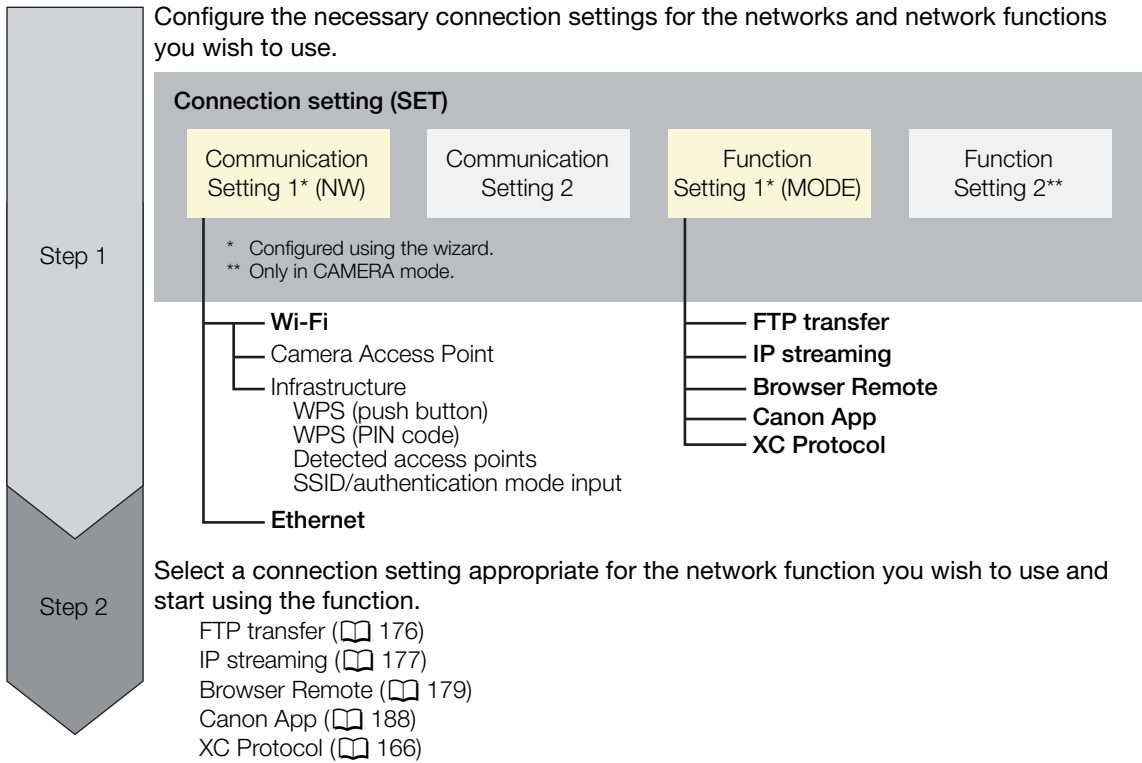 Configure the necessary connection settings for the networks and network functions
you wish to use.
Connection setting (SET)
Communication
Setting 1* (NW)
Communication
Setting 2
Function
Setting 1* (MODE)
Function
Setting 2**
* Configured using the wizard.
** Only in CAMERA mode.
Step 1
Wi-Fi
Camera Access Point
Infrastructure
WPS (push button)
WPS (PIN code)
Detected access points
SSID/authentication mode input
Ethernet
FTP transfer
IP streaming
Browser Remote
Canon App
XC Protocol
Step 2
Select a connection setting appropriate for the network function you wish to use and
start using the function.
FTP transfer (📖 176)
IP streaming (📖 177)
Browser Remote (📖 179)
Canon App (📖 188)
XC Protocol (📖 166)